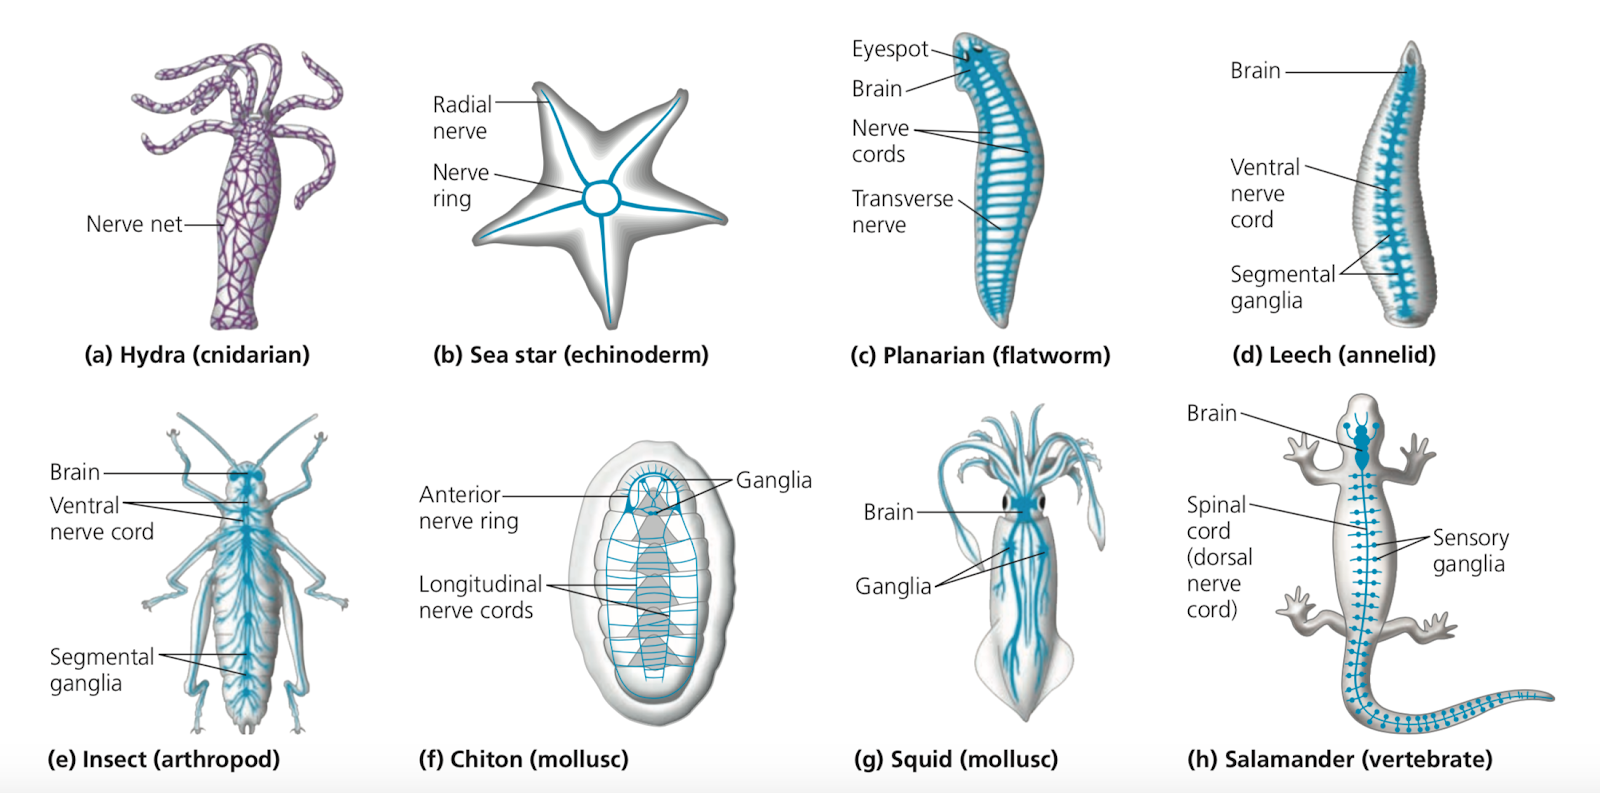 Nerve net
(a) Hydra (cnidarian)
Radial
nerve
Nerve
ring
(b) Sea star (echinoderm)
Eyespot
Brain
Nerve
cords
Transverse
nerve
(c) Planarian (flatworm)
Brain
Ventral
nerve
cord
Segmental
ganglia
(d) Leech (annelid)
Brain
Ventral
nerve cord
Segmental
ganglia
(e) Insect (arthropod)
Anterior
nerve ring
Ganglia
Longitudinal
nerve cords
(f) Chiton (mollusc)
Brain
Ganglia
(g) Squid (mollusc)
Brain
Spinal
cord
(dorsal
nerve
cord)
Sensory
ganglia
(h) Salamander (vertebrate)